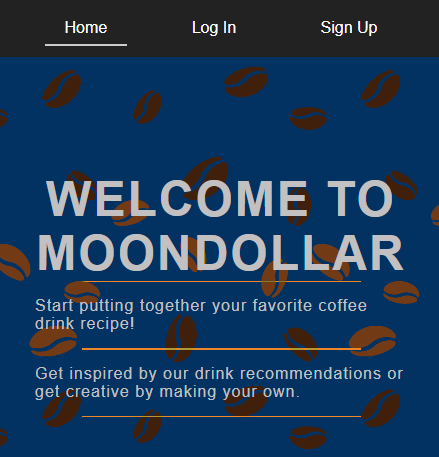 Home Log In Sign Up
WELCOME TO
MOONDOLLAR
Start putting together your favorite coffee
drink recipe!
Get inspired by our drink recommendations or
get creative by making your own.